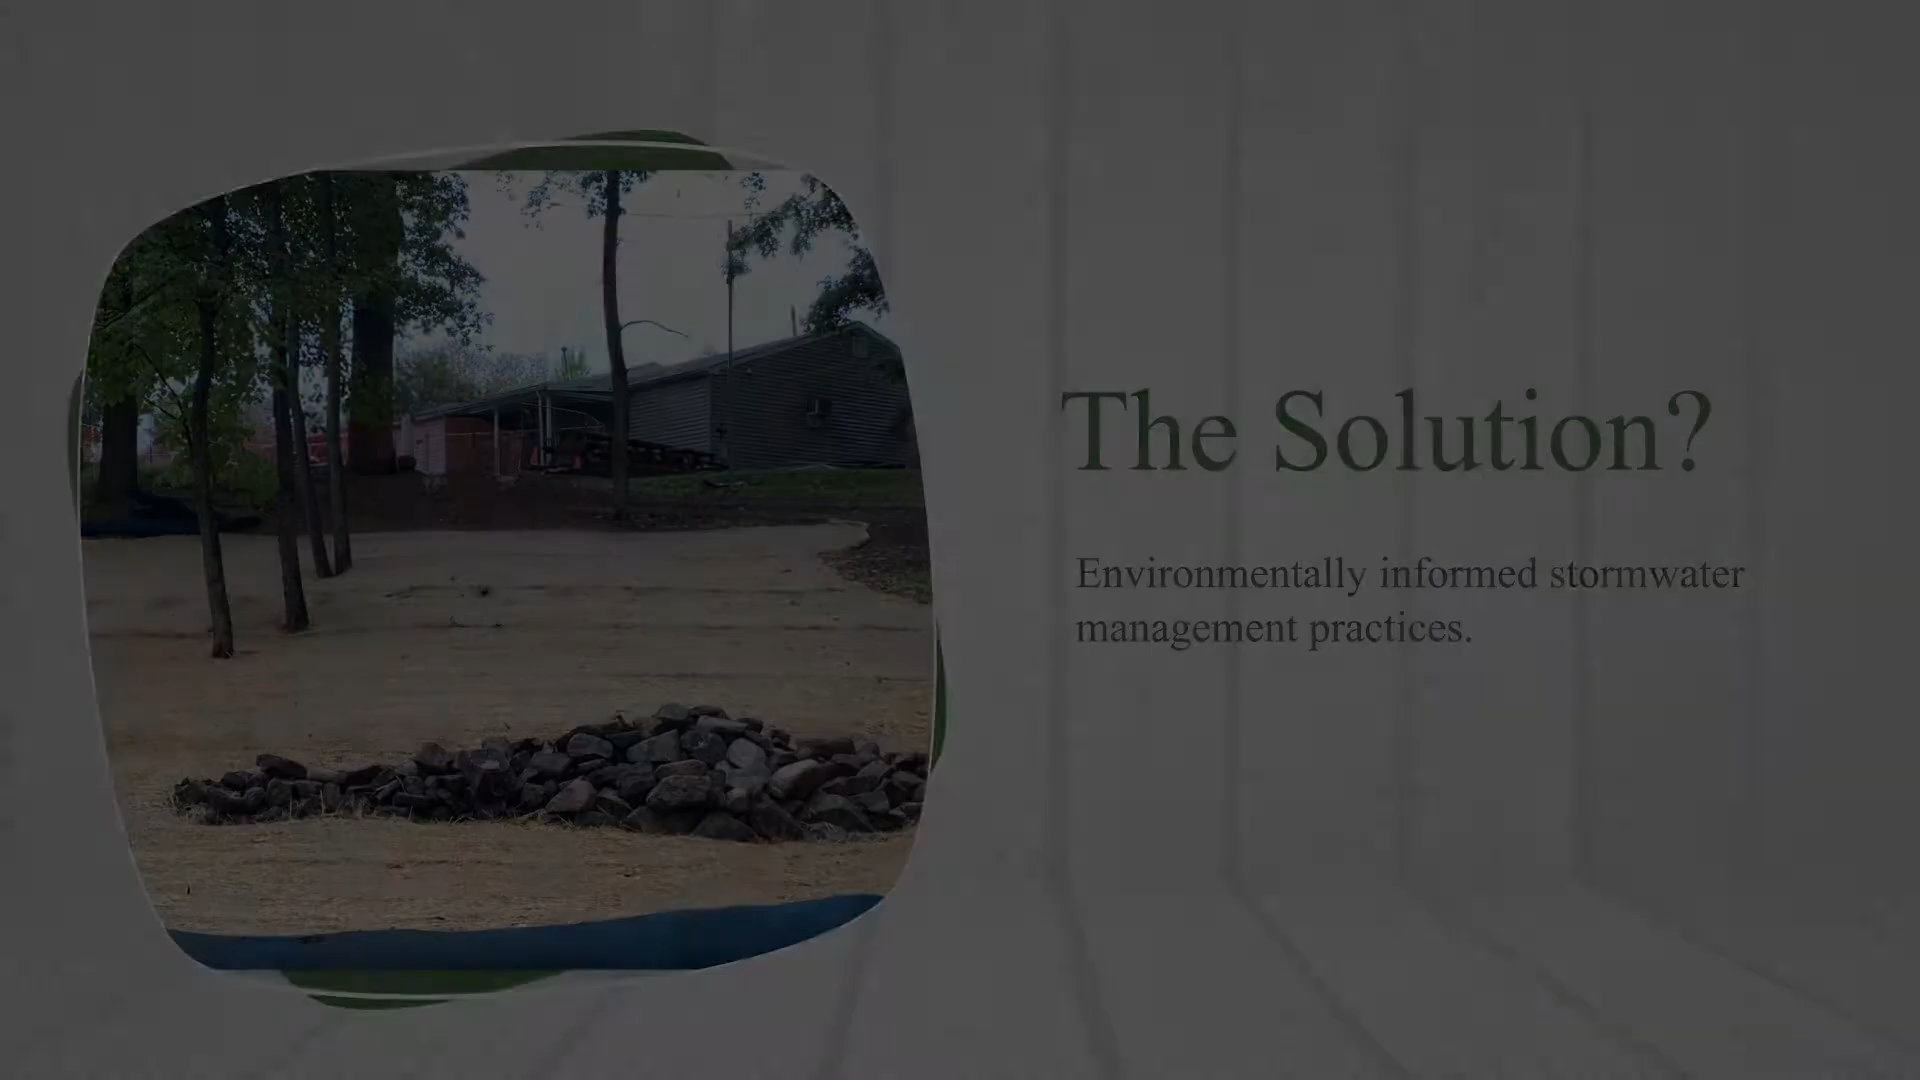 The Solution?
Environmentally informed stormwater
management practices.